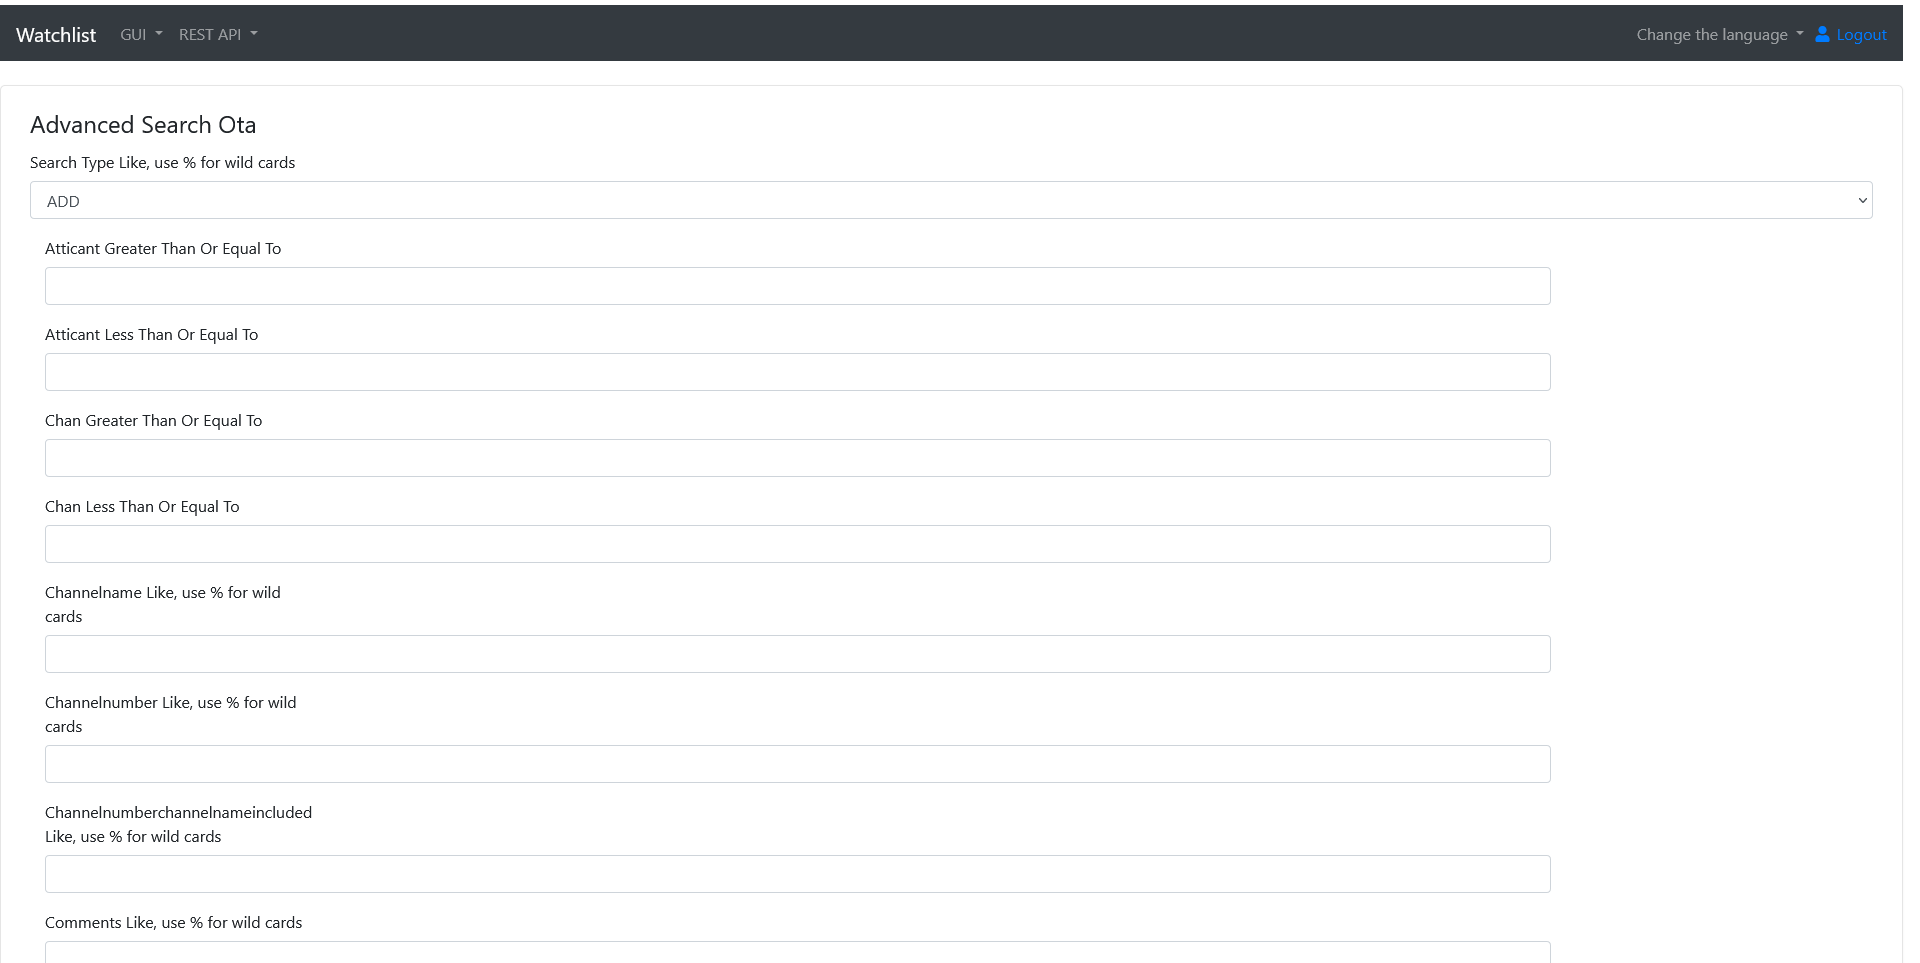 Watchlist GUI REST API Change the language Logout
Advanced Search Ota
Search Type Like, use % for wild cards
ADD
Atticant Greater Than Or Equal To
Atticant Less Than Or Equal To
Chan Greater Than Or Equal To
Chan Less Than Or Equal To
Channelname Like, use % for wild
cards
Channelnumber Like, use % for wild
cards
Channelnumberchannelnameincluded
Like, use % for wild cards
Comments Like, use % for wild cards